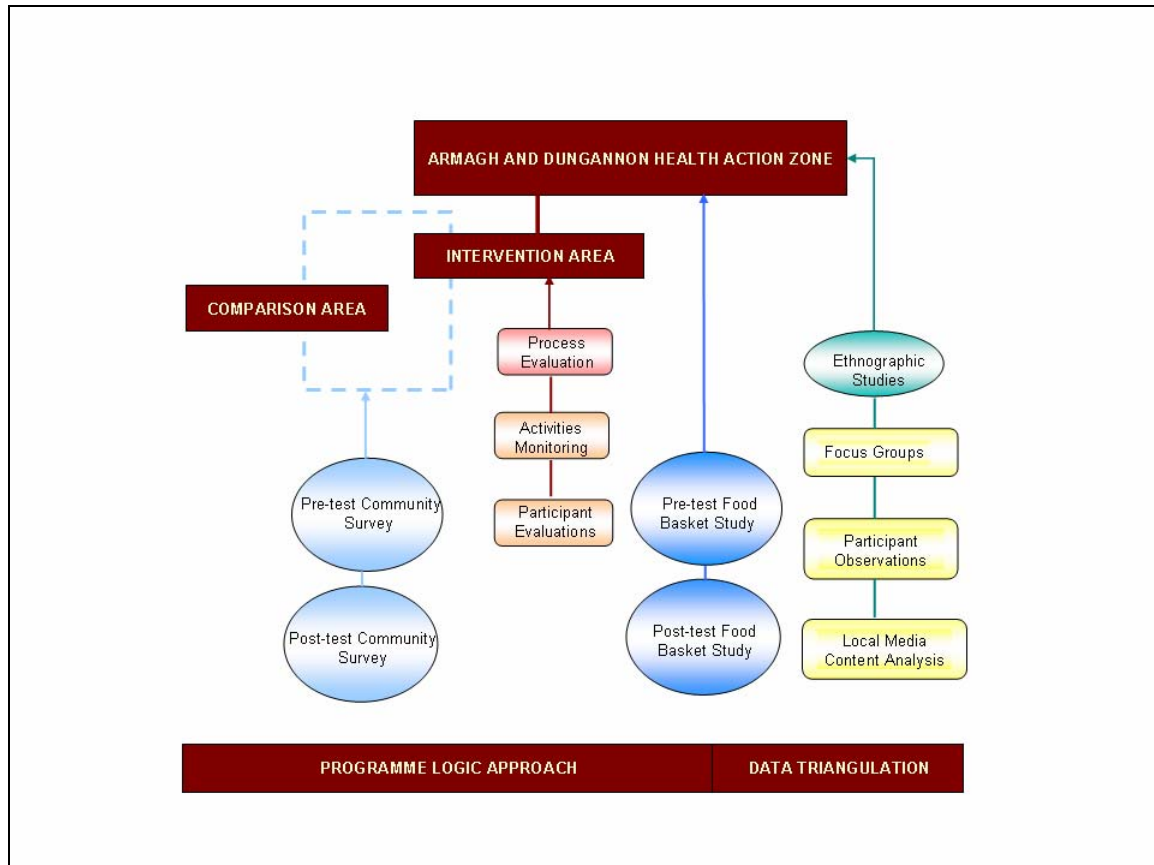 ARMAGH AND DUNGANNON HEALTH ACTION ZONE
INTERVENTION AREA
COMPARISON AREA
Process
Evaluation
Activities
Monitoring
Participant
Evaluations
Ethnographic
Studies
Focus Groups
Participant
Observations
Local Media
Content Analysis
Pre-test Community
Survey
Post-test Community
Survey
Pre-test Food
Basket Study
Post-test Food
Basket Study
PROGRAMME LOGIC APPROACH
DATA TRIANGULATION